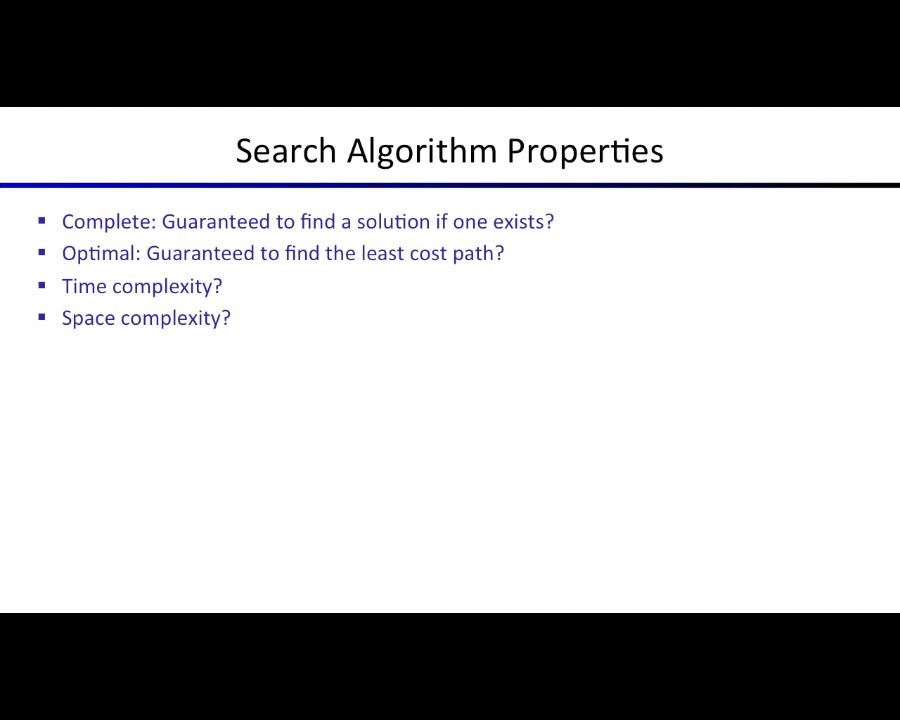 Search Algorithm Properties
▪ Complete: Guaranteed to find a solution if one exists?
▪ Optimal: Guaranteed to find the least cost path?
▪ Time complexity?
▪ Space complexity?